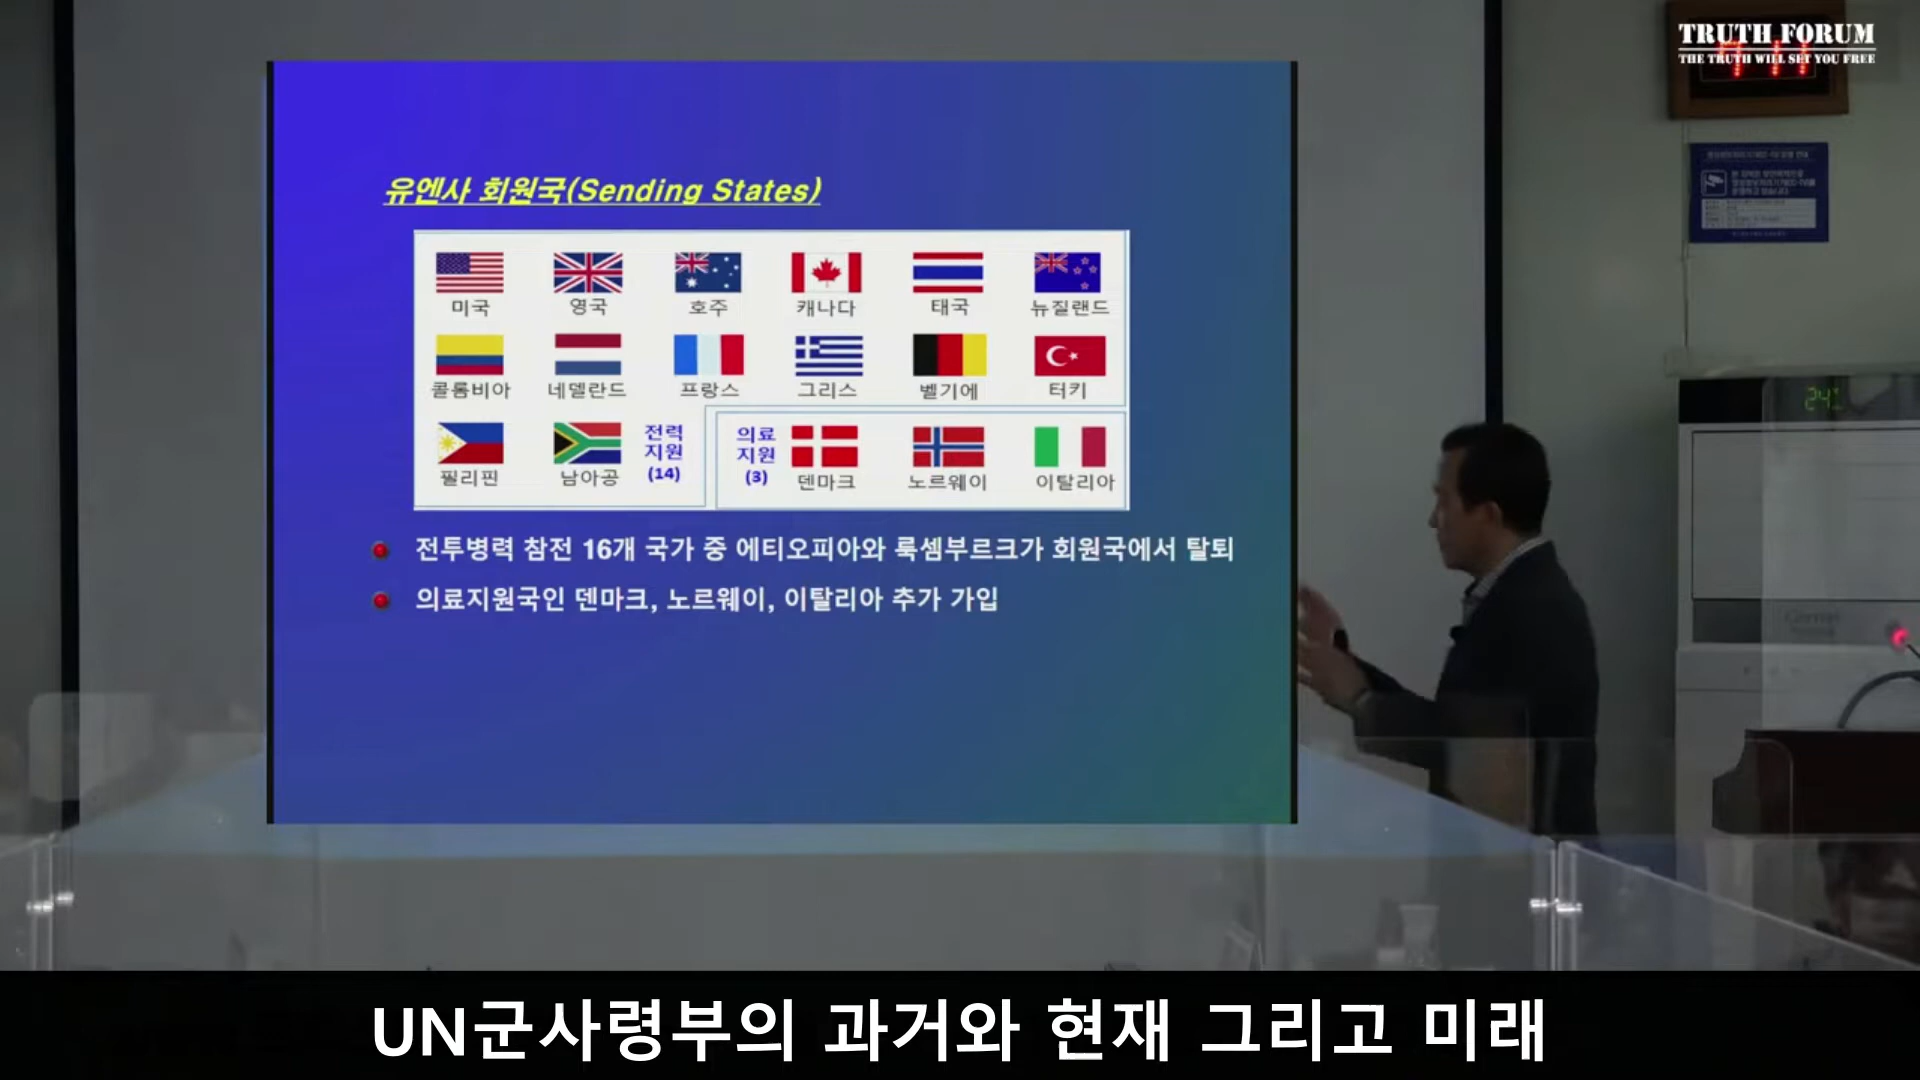 TRUTH FORUM
THE TRUTH WILL SET YOU FREE
유엔사 회원국(Sending States)
미국 영국 호주 캐나다 태국 뉴질랜드
콜롬비아 네델란드 프랑스 그리스 벨기에 터키
필리핀 남아공 전력 지원 (14) 의료 지원 (3) 덴마크 노르웨이 이탈리아
전투병력 참전 16개 국가 중 에티오피아와 룩셈부르크가 회원국에서 탈퇴
의료지원국인 덴마크, 노르웨이, 이탈리아 추가 가입
UN군사령부의 과거와 현재 그리고 미래